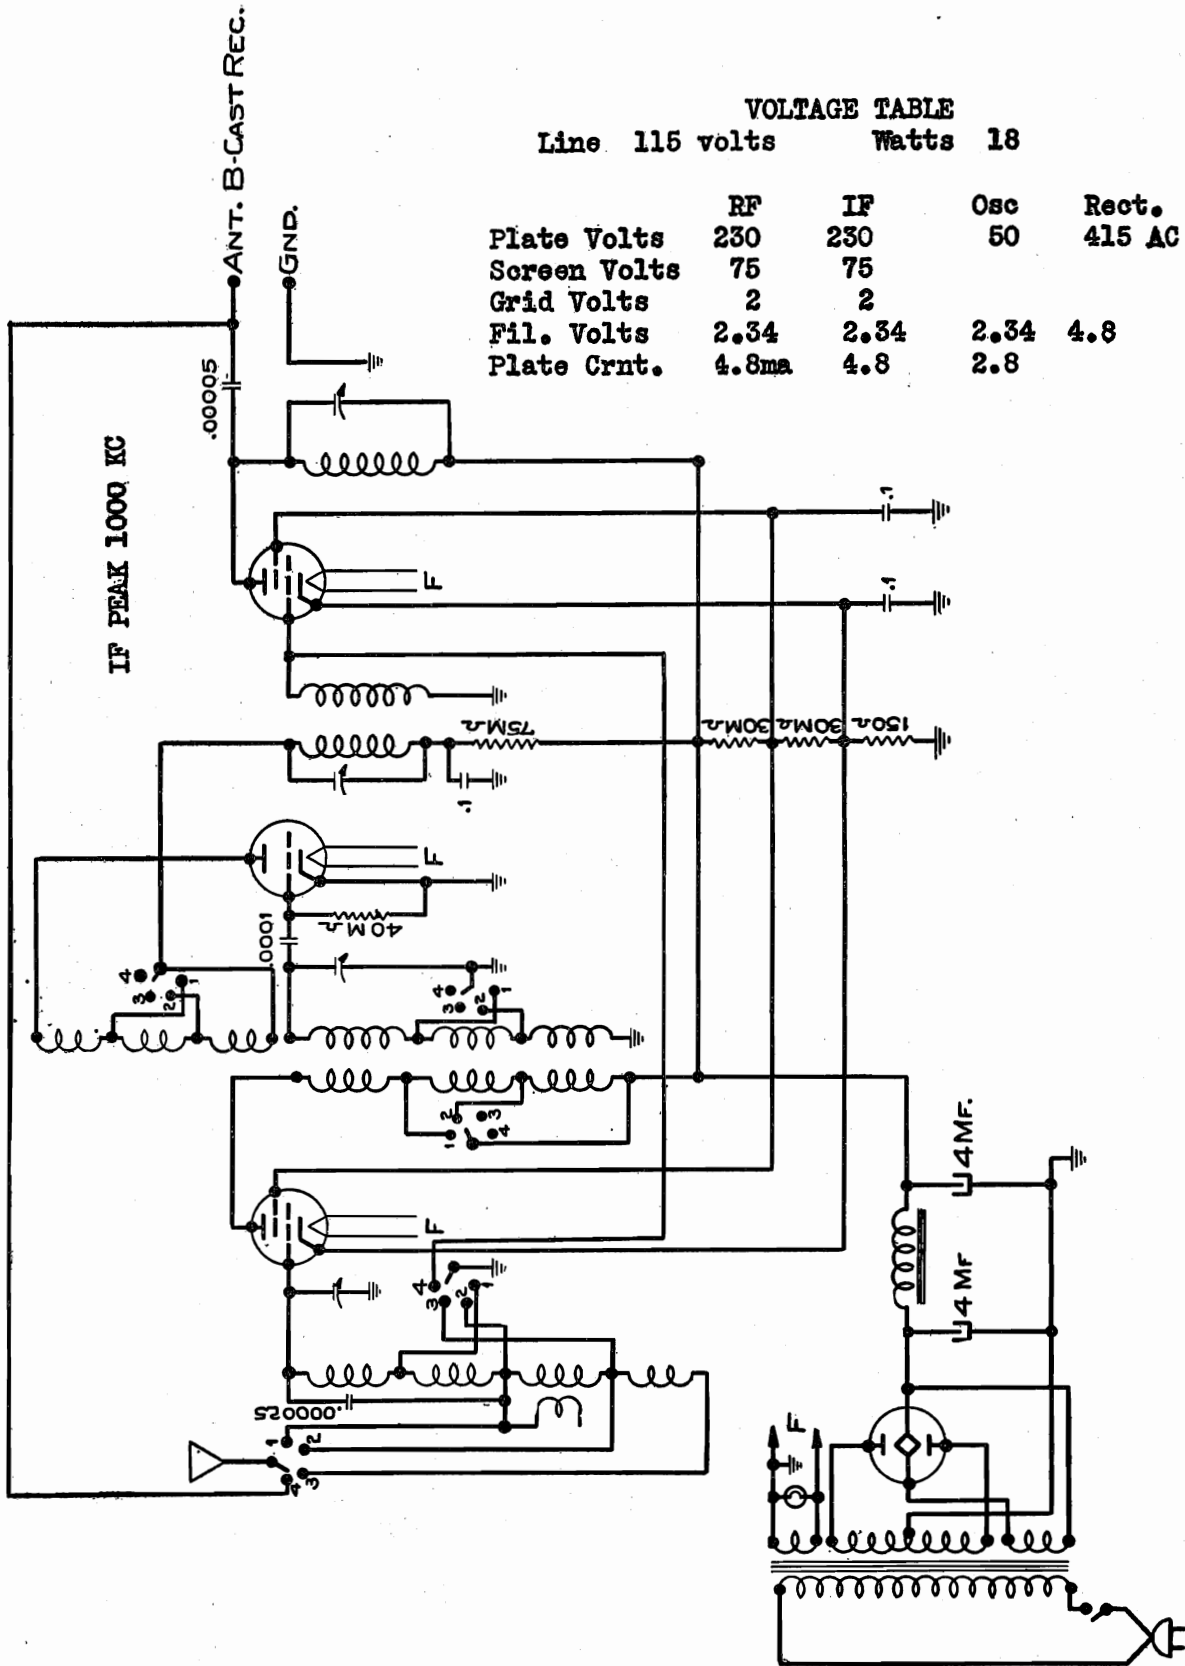 VOLTAGE TABLE
Line 115 volts Watts 18
RF IF Osc Rect.
Plate Volts 230 230 50 415 AC
Screen Volts 75 75
Grid Volts 2 2
Fil. Volts 2.34 2.34 2.34 4.8
Plate Crnt. 4.8ma 4.8 2.8
ANT. B-CAST REC.
GND.
.00005
IF PEAK 1000 KC
F
.1
.1
75MΩ
30MΩ
30MΩ
150Ω
.1
F
40MΩ
.0001
4
3
2
1
4
3
2
1
1
2
3
4
F
4
3
2
1
.000025
1
2
3
4
4MF.
4MF
F